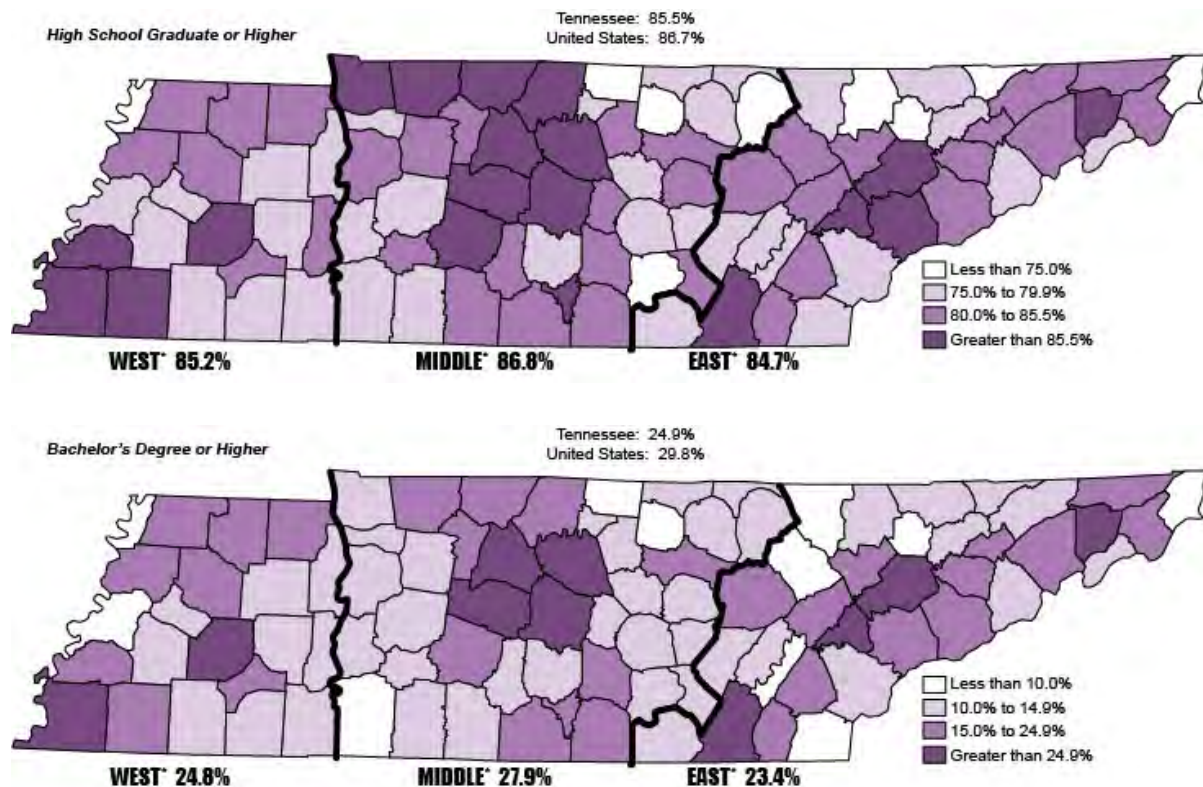 High School Graduate or Higher
Tennessee: 85.5%
United States: 86.7%
Less than 75.0%
75.0% to 79.9%
80.0% to 85.5%
Greater than 85.5%
WEST* 85.2%
MIDDLE* 86.8%
EAST* 84.7%
Bachelor's Degree or Higher
Tennessee: 24.9%
United States: 29.8%
Less than 10.0%
10.0% to 14.9%
15.0% to 24.9%
Greater than 24.9%
WEST* 24.8%
MIDDLE* 27.9%
EAST* 23.4%